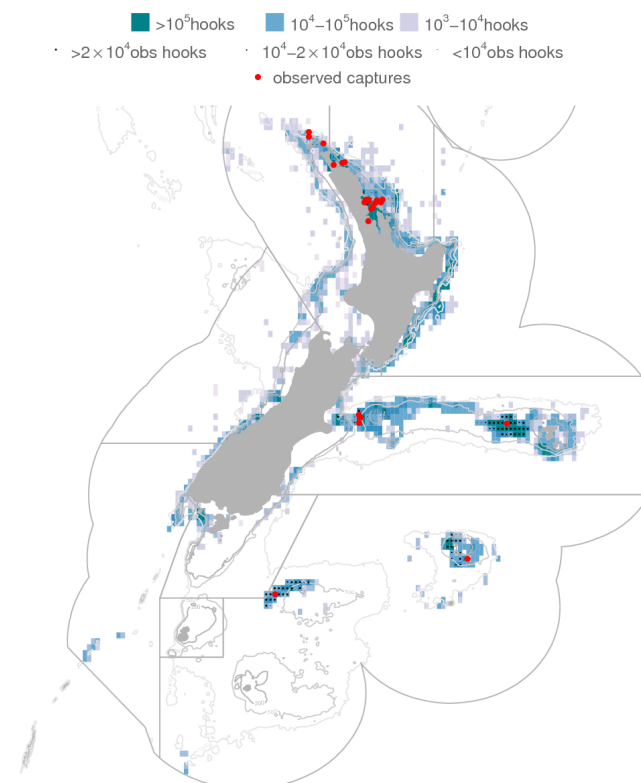 >10⁵hooks 10⁴–10⁵hooks 10³–10⁴hooks
>2×10⁴obs hooks 10⁴–2×10⁴obs hooks <10⁴obs hooks
observed captures